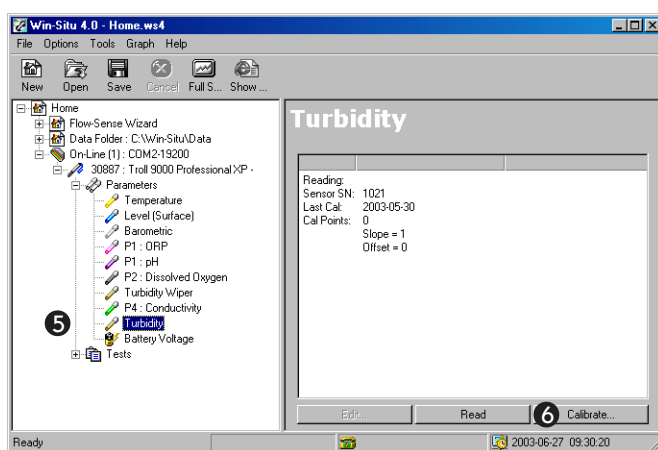 Win-Situ 4.0 - Home.ws4
File Options Tools Graph Help
New Open Save Cancel Full S... Show ...
Home
Flow-Sense Wizard
Data Folder : C:\Win-Situ\Data
On-Line (1) : COM2-19200
30887 : Troll 9000 Professional XP -
Parameters
Temperature
Level (Surface)
Barometric
P1 : ORP
P1 : pH
P2 : Dissolved Oxygen
Turbidity Wiper
P4 : Conductivity
5 Turbidity
Battery Voltage
Tests
Turbidity
Reading:
Sensor SN: 1021
Last Cal: 2003-05-30
Cal Points: 0
Slope = 1
Offset = 0
Edit... Read 6 Calibrate...
Ready 2003-06-27 09:30:20